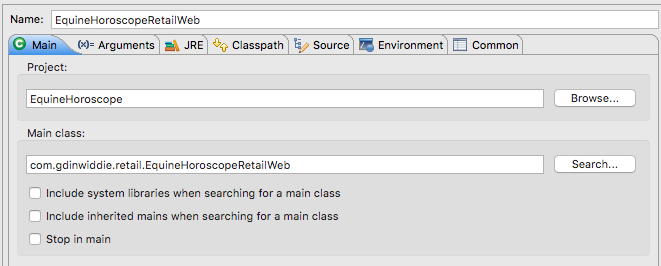 Name: EquineHoroscopeRetailWeb
Main (x)= Arguments JRE Classpath Source Environment Common
Project:
EquineHoroscope Browse...
Main class:
com.gdinwiddie.retail.EquineHoroscopeRetailWeb Search...
Include system libraries when searching for a main class
Include inherited mains when searching for a main class
Stop in main